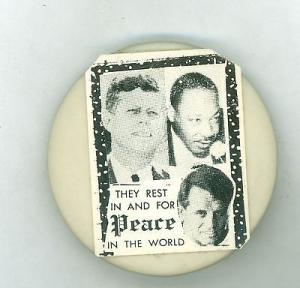 THEY REST
IN AND FOR
Peace
IN THE WORLD